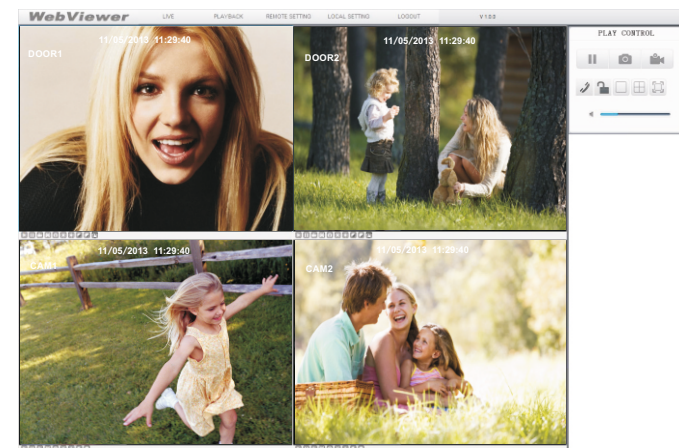 WebViewer LIVE PLAYBACK REMOTE SETTING LOCAL SETTING LOGOUT V 1 0 0
PLAY CONTROL
11/05/2013 11:29:40
DOOR1
11/05/2013 11:29:40
DOOR2
11/05/2013 11:29:40
CAM1
11/05/2013 11:29:40
CAM2